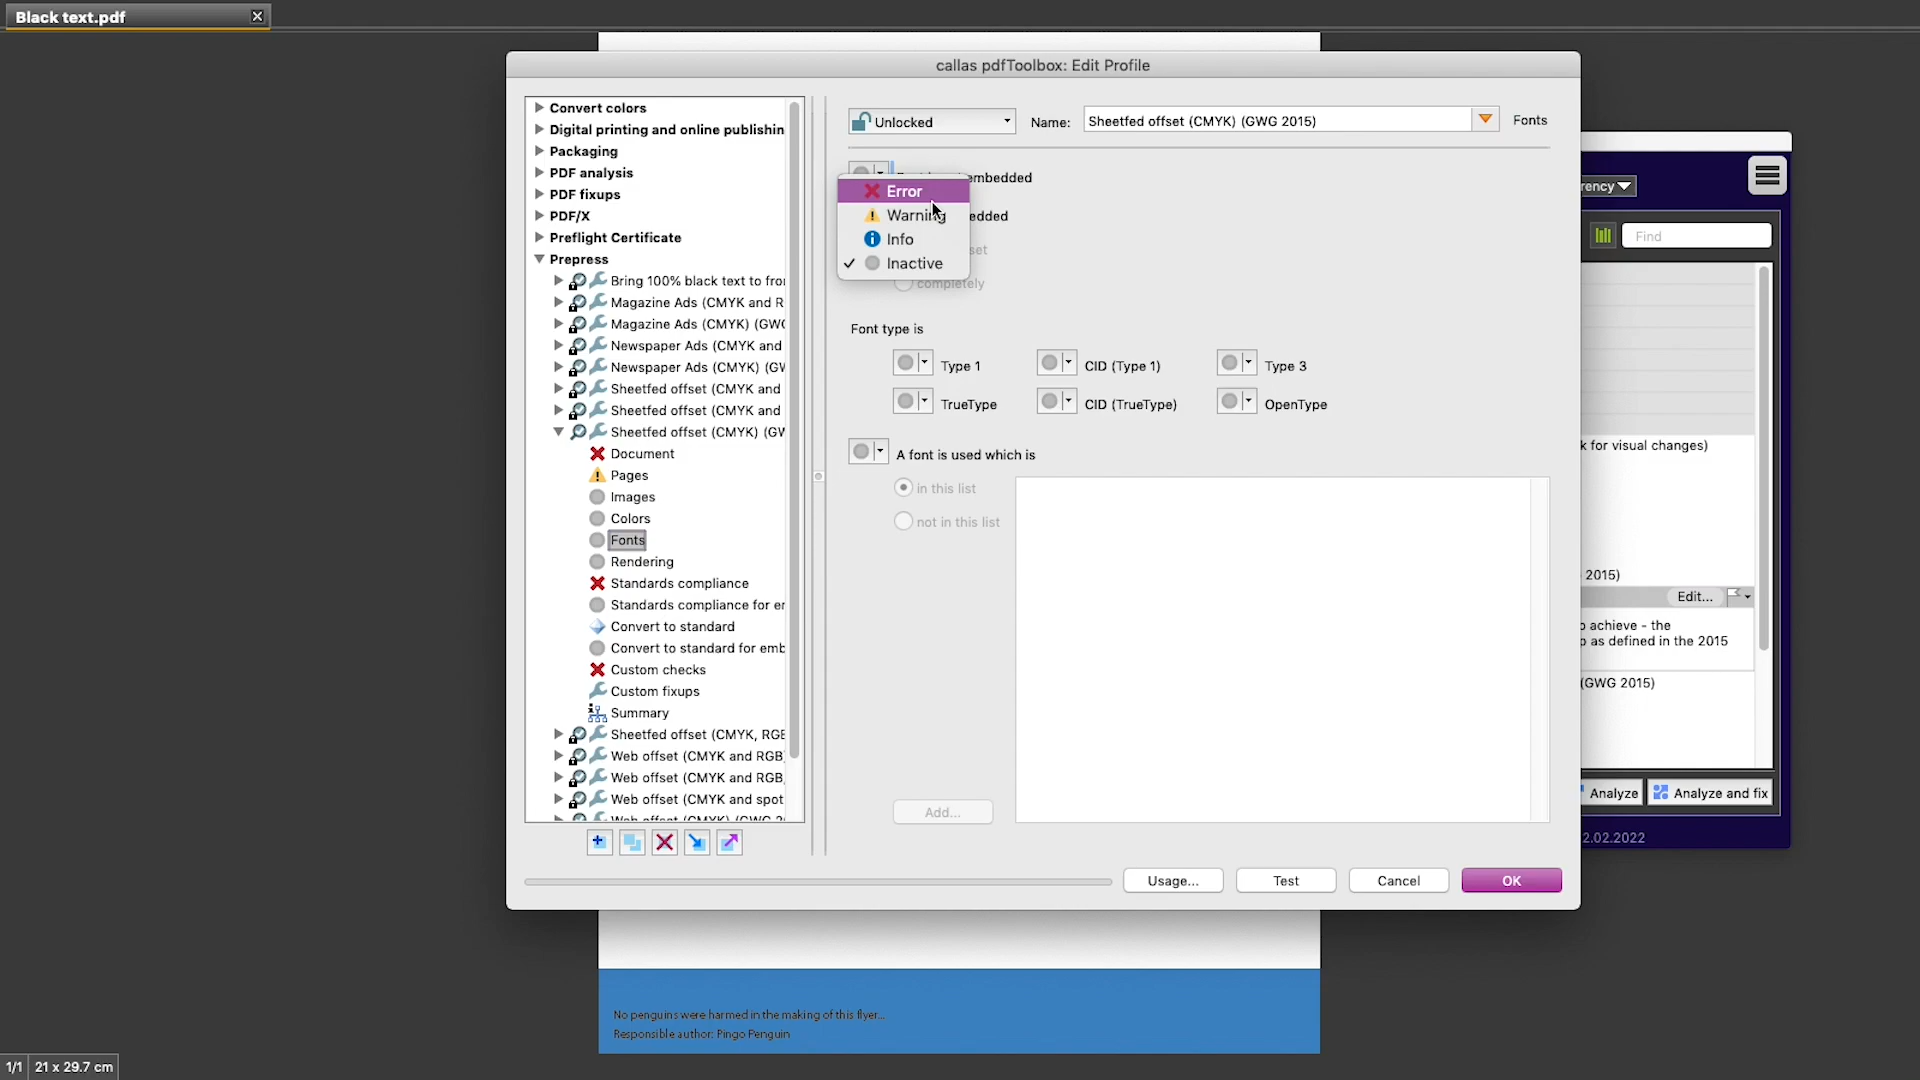 Black text.pdf
callas pdfToolbox: Edit Profile
Convert colors
Digital printing and online publishin
Packaging
PDF analysis
PDF fixups
PDF/X
Preflight Certificate
Prepress
Bring 100% black text to fro
Magazine Ads (CMYK and R
Magazine Ads (CMYK) (GW
Newspaper Ads (CMYK and
Newspaper Ads (CMYK) (GW
Sheetfed offset (CMYK and
Sheetfed offset (CMYK and
Sheetfed offset (CMYK) (GW
Document
Pages
Images
Colors
Fonts
Rendering
Standards compliance
Standards compliance for er
Convert to standard
Convert to standard for emb
Custom checks
Custom fixups
Summary
Sheetfed offset (CMYK, RGB
Web offset (CMYK and RGB)
Web offset (CMYK and RGB,
Web offset (CMYK and spot
Unlocked
Name: Sheetfed offset (CMYK) (GWG 2015)
Fonts
embedded
Error
Warning
edded
Info
set
Inactive
completely
Font type is
Type 1 CID (Type 1) Type 3
TrueType CID (TrueType) OpenType
A font is used which is
in this list
not in this list
Add...
Usage... Test Cancel OK
rency
Find
k for visual changes)
2015)
Edit...
o achieve - the
p as defined in the 2015
(GWG 2015)
Analyze Analyze and fix
2.02.2022
No penguins were harmed in the making of this flyer...
Responsible author: Pingo Penguin
1/1 21 x 29.7 cm